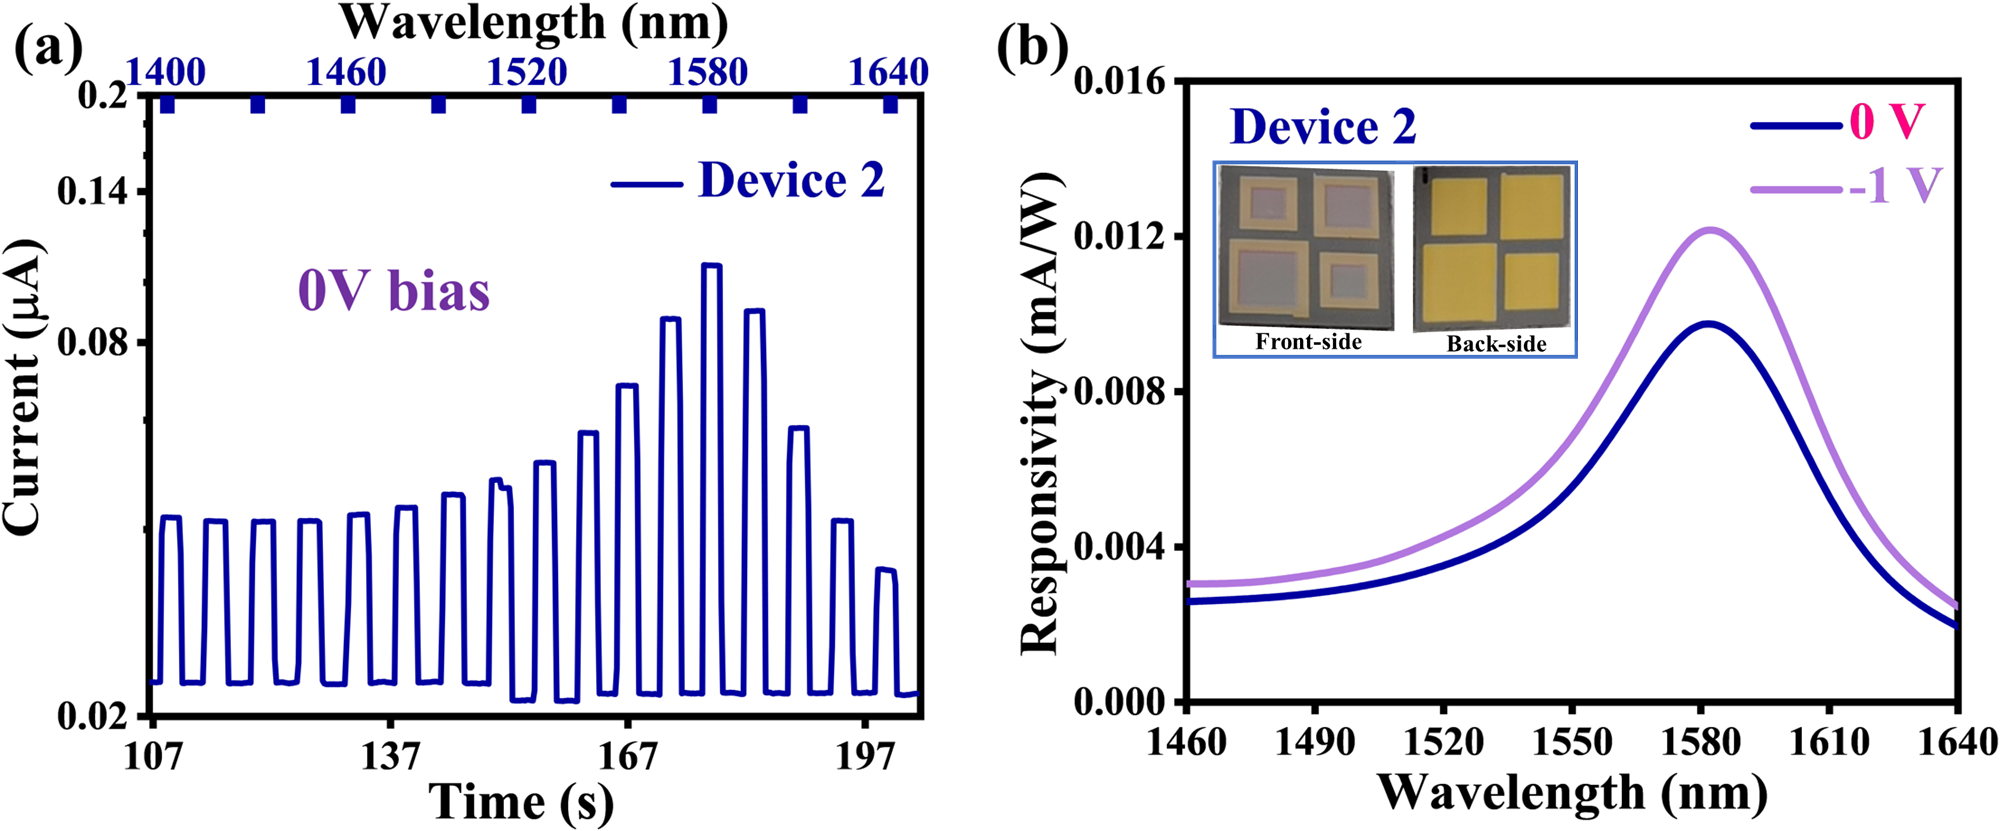 (a)
Wavelength (nm)
1400 1460 1520 1580 1640
0.2
0.14
0.08
0.02
Current (µA)
Device 2
0V bias
107 137 167 197
Time (s)
(b)
0.016
0.012
0.008
0.004
0.000
Responsivity (mA/W)
Device 2
0 V
-1 V
Front-side Back-side
1460 1490 1520 1550 1580 1610 1640
Wavelength (nm)